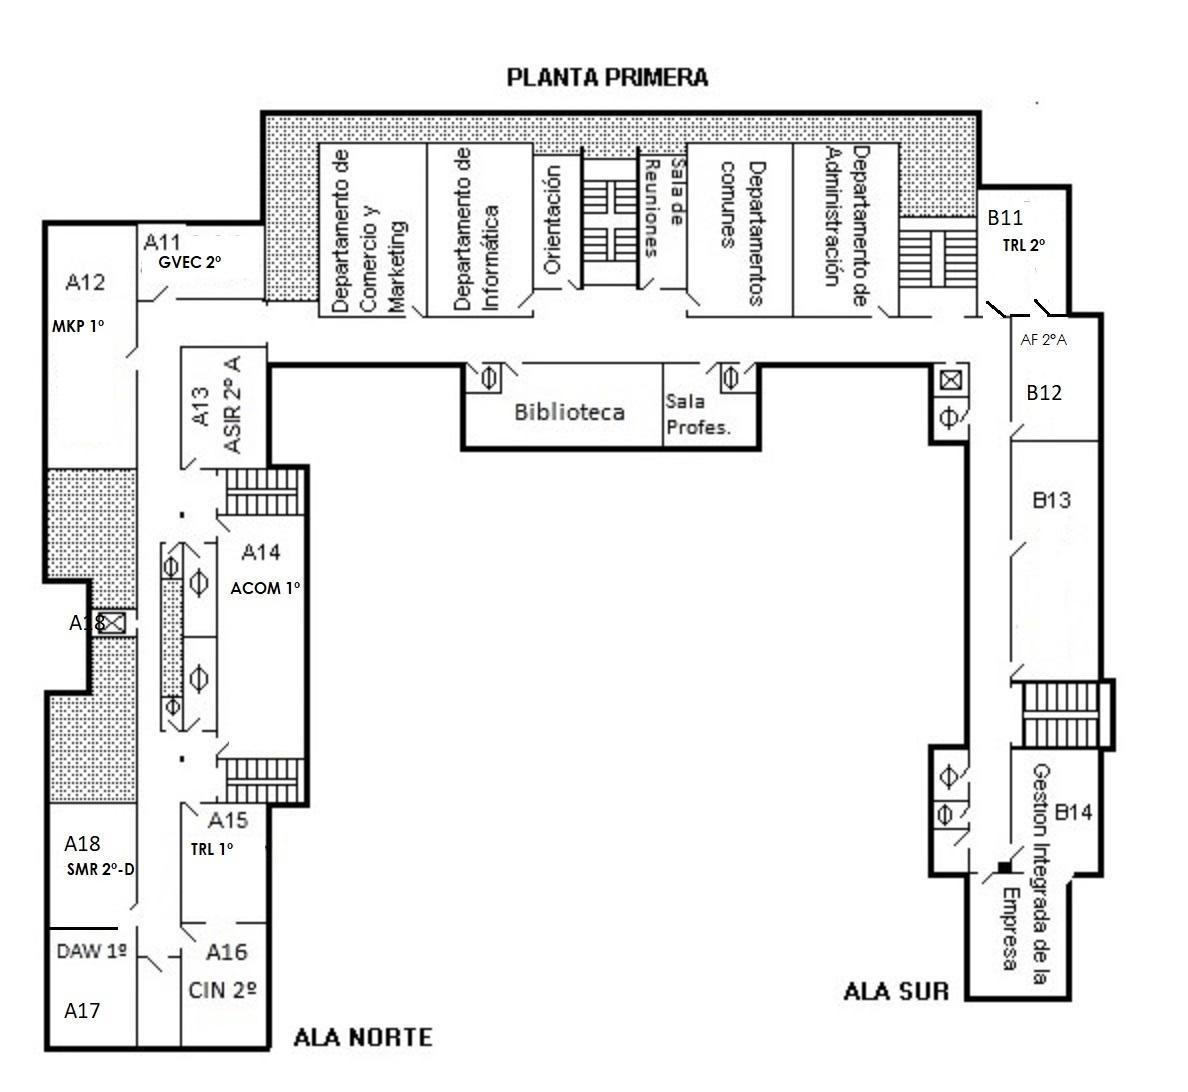 PLANTA PRIMERA
Departamento de
Comercio y
Marketing
Departamento de
Informática
Orientación
Sala de
Reuniones
Departamentos
comunes
Departamento de
Administración
B11
TRL 2º
A11
GVEC 2º
A12
MKP 1º
A13
ASIR 2º A
Biblioteca
Sala
Profes.
AF 2ºA
B12
B13
A14
ACOM 1º
A18
A15
TRL 1º
A18
SMR 2º-D
DAW 1º
A17
A16
CIN 2º
B14
Gestion Integrada de la
Empresa
ALA SUR
ALA NORTE